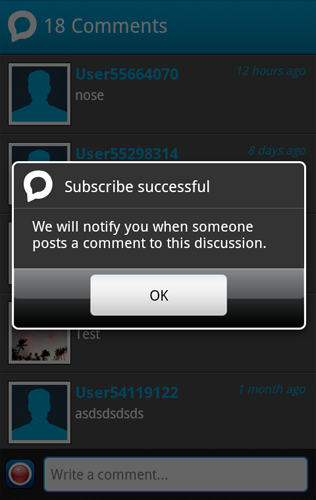 18 Comments
User55664070
12 hours ago
nose
User55298314
8 days ago
Subscribe successful
We will notify you when someone
posts a comment to this discussion.
OK
Test
User54119122
1 month ago
asdsdsdsds
Write a comment...